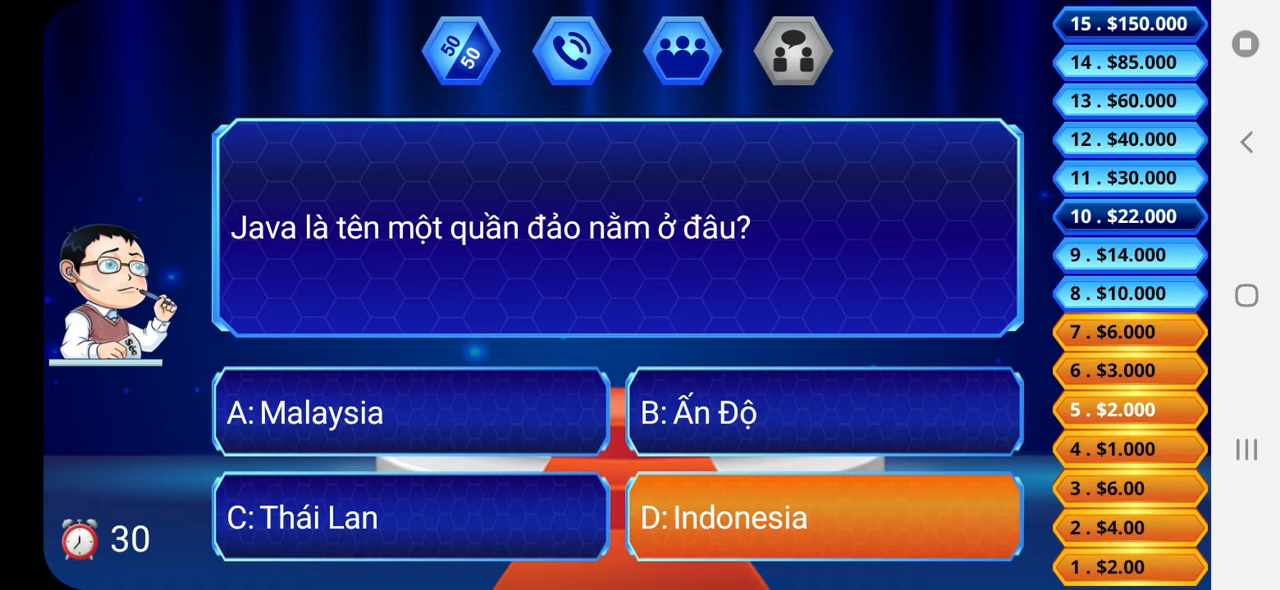 50
50
Java là tên một quần đảo nằm ở đâu?
A: Malaysia
B: Ấn Độ
C: Thái Lan
D: Indonesia
30
15 . $150.000
14 . $85.000
13 . $60.000
12 . $40.000
11 . $30.000
10 . $22.000
9 . $14.000
8 . $10.000
7 . $6.000
6 . $3.000
5 . $2.000
4 . $1.000
3 . $6.00
2 . $4.00
1 . $2.00